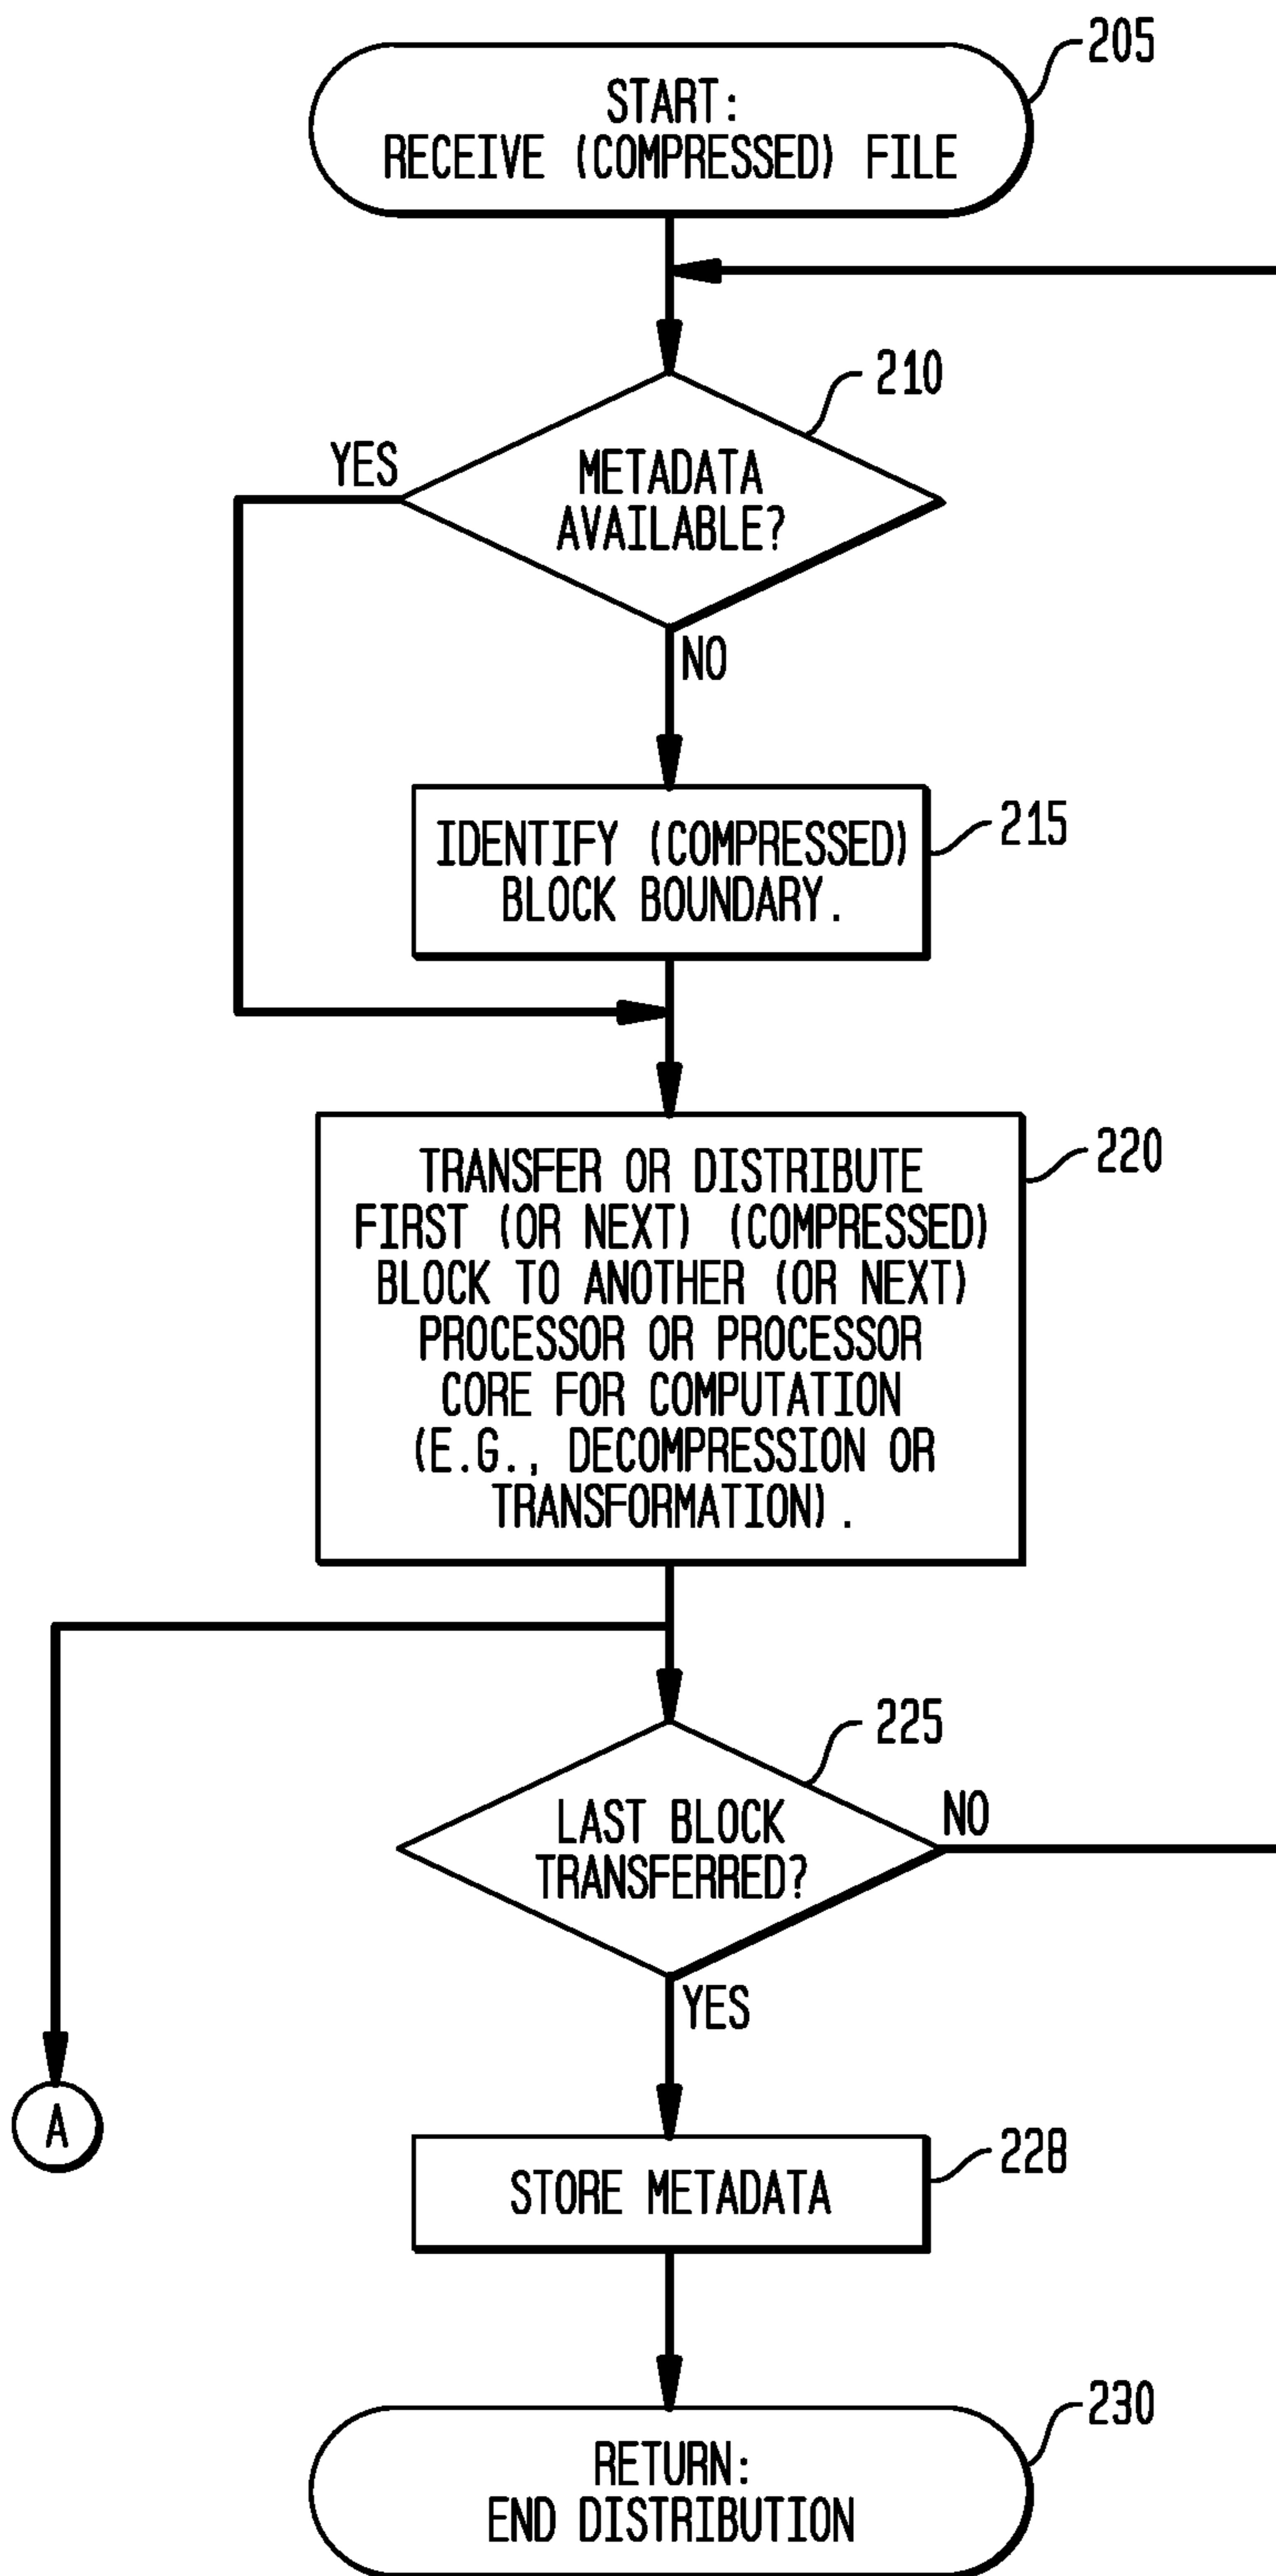 205
START:
RECEIVE (COMPRESSED) FILE
210
YES
METADATA
AVAILABLE?
NO
215
IDENTIFY (COMPRESSED)
BLOCK BOUNDARY.
220
TRANSFER OR DISTRIBUTE
FIRST (OR NEXT) (COMPRESSED)
BLOCK TO ANOTHER (OR NEXT)
PROCESSOR OR PROCESSOR
CORE FOR COMPUTATION
(E.G., DECOMPRESSION OR
TRANSFORMATION).
225
LAST BLOCK
TRANSFERRED?
NO
YES
A
228
STORE METADATA
230
RETURN:
END DISTRIBUTION